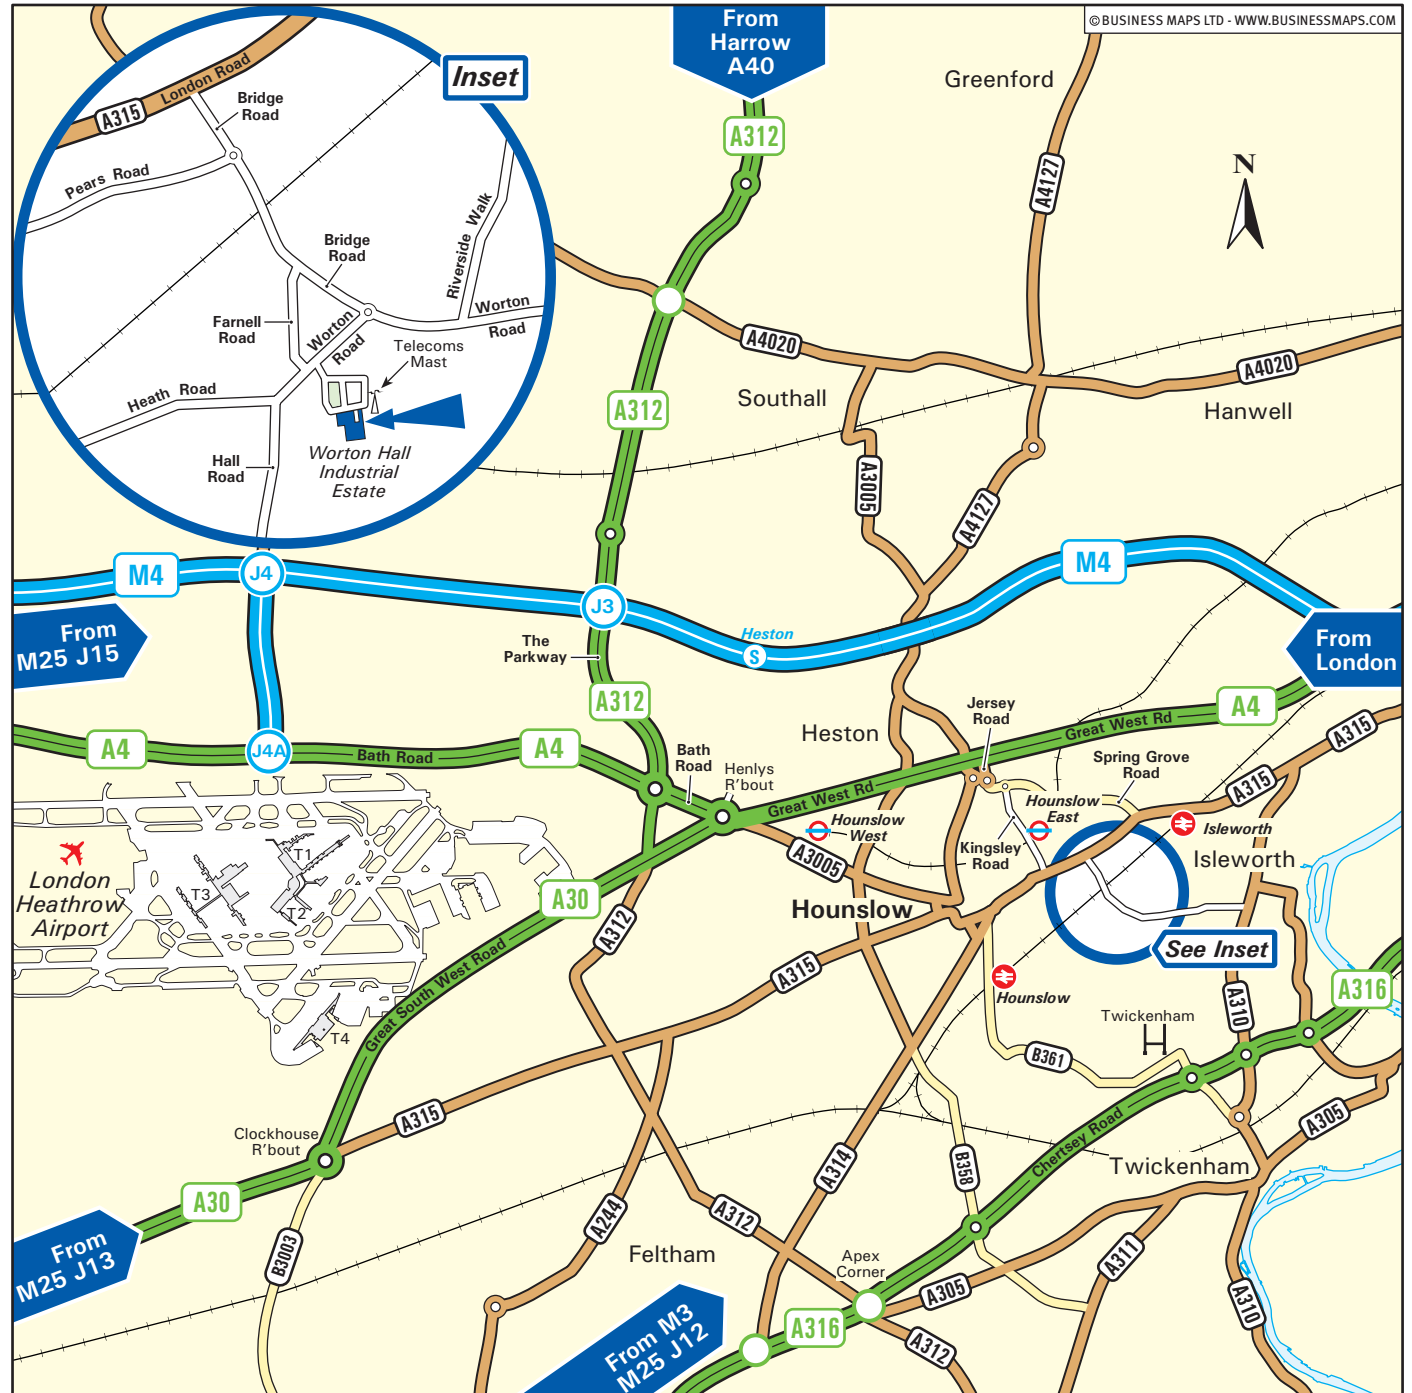 © BUSINESS MAPS LTD - WWW.BUSINESSMAPS.COM
From
Harrow
A40
Inset
London Road
A315
Bridge
Road
Pears Road
Bridge
Road
Riverside Walk
Farnell
Road
Worton
Road
Worton
Road
Telecoms
Mast
Heath Road
Hall
Road
Worton Hall
Industrial
Estate
A312
Greenford
A4127
N
A4020
A4020
Southall
Hanwell
A312
A3005
A4127
M4
J4
J3
M4
From
M25 J15
The
Parkway
Heston
S
From
London
A312
A4
A4
A4
J4A
Bath Road
Bath
Road
Henlys
R'bout
Heston
Jersey
Road
Great West Rd
Great West Rd
Spring Grove
Road
A315
A315
Hounslow
West
Hounslow
East
Kingsley
Road
Isleworth
Isleworth
A3005
London
Heathrow
Airport
T1
T2
T3
T4
A30
Hounslow
See Inset
A312
A315
Great South West Road
Hounslow
A310
A316
Twickenham
B361
A315
Clockhouse
R'bout
Chertsey Road
A305
A314
B358
Twickenham
A30
A244
A312
From
M25 J13
B3003
Feltham
Apex
Corner
A311
A305
A310
From M3
M25 J12
A316
A312